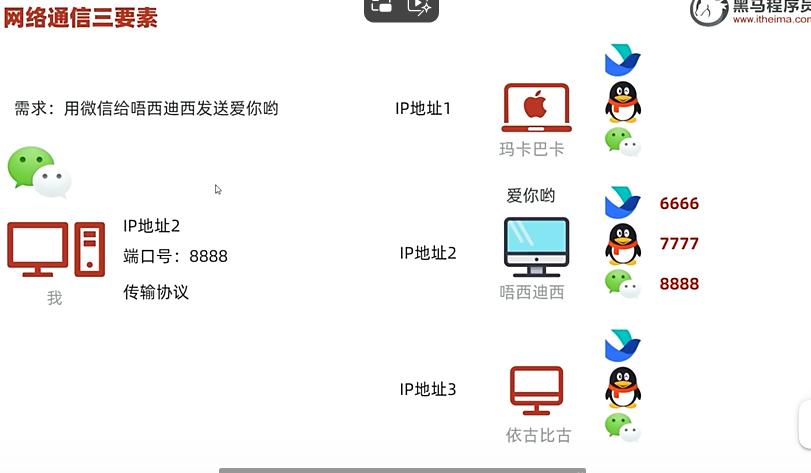 网络通信三要素
黑马程序员
www.itheima.com
需求：用微信给唔西迪西发送爱你哟
IP地址1
玛卡巴卡
爱你哟
IP地址2
端口号：8888
传输协议
我
IP地址2
唔西迪西
6666
7777
8888
IP地址3
依古比古